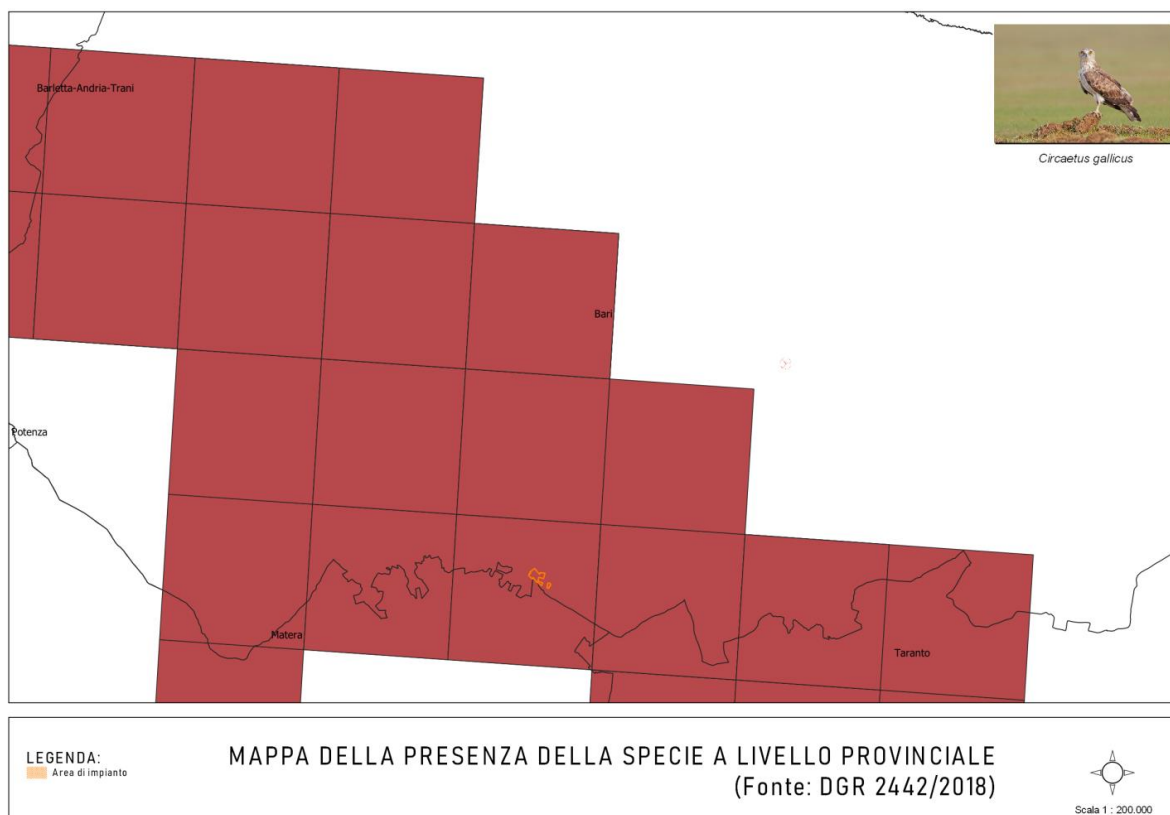 Barletta-Andria-Trani
Circaetus gallicus
Bari
Potenza
Matera
Taranto
LEGENDA:
Area di impianto
MAPPA DELLA PRESENZA DELLA SPECIE A LIVELLO PROVINCIALE
(Fonte: DGR 2442/2018)
Scala 1 : 200.000